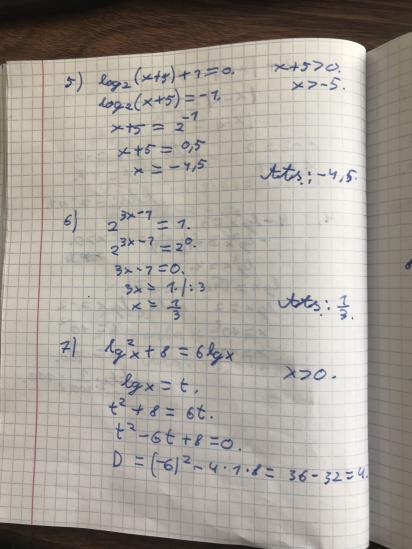 5) log₂(x+5)+1=0. x+5>0.
log₂(x+5)=-1. x>-5.
x+5 = 2⁻¹
x+5 = 0,5
x = -4,5
Ats.: -4,5.
6) 2³ˣ⁻¹ = 1.
2³ˣ⁻¹ = 2⁰.
3x-1=0.
3x = 1. /:3
x = 1/3 Ats.: 1/3.
7) lg²x + 8 = 6lgx
x>0.
lgx = t.
t² + 8 = 6t.
t² - 6t + 8 = 0.
D = (-6)² - 4·1·8 = 36 - 32 = 4.